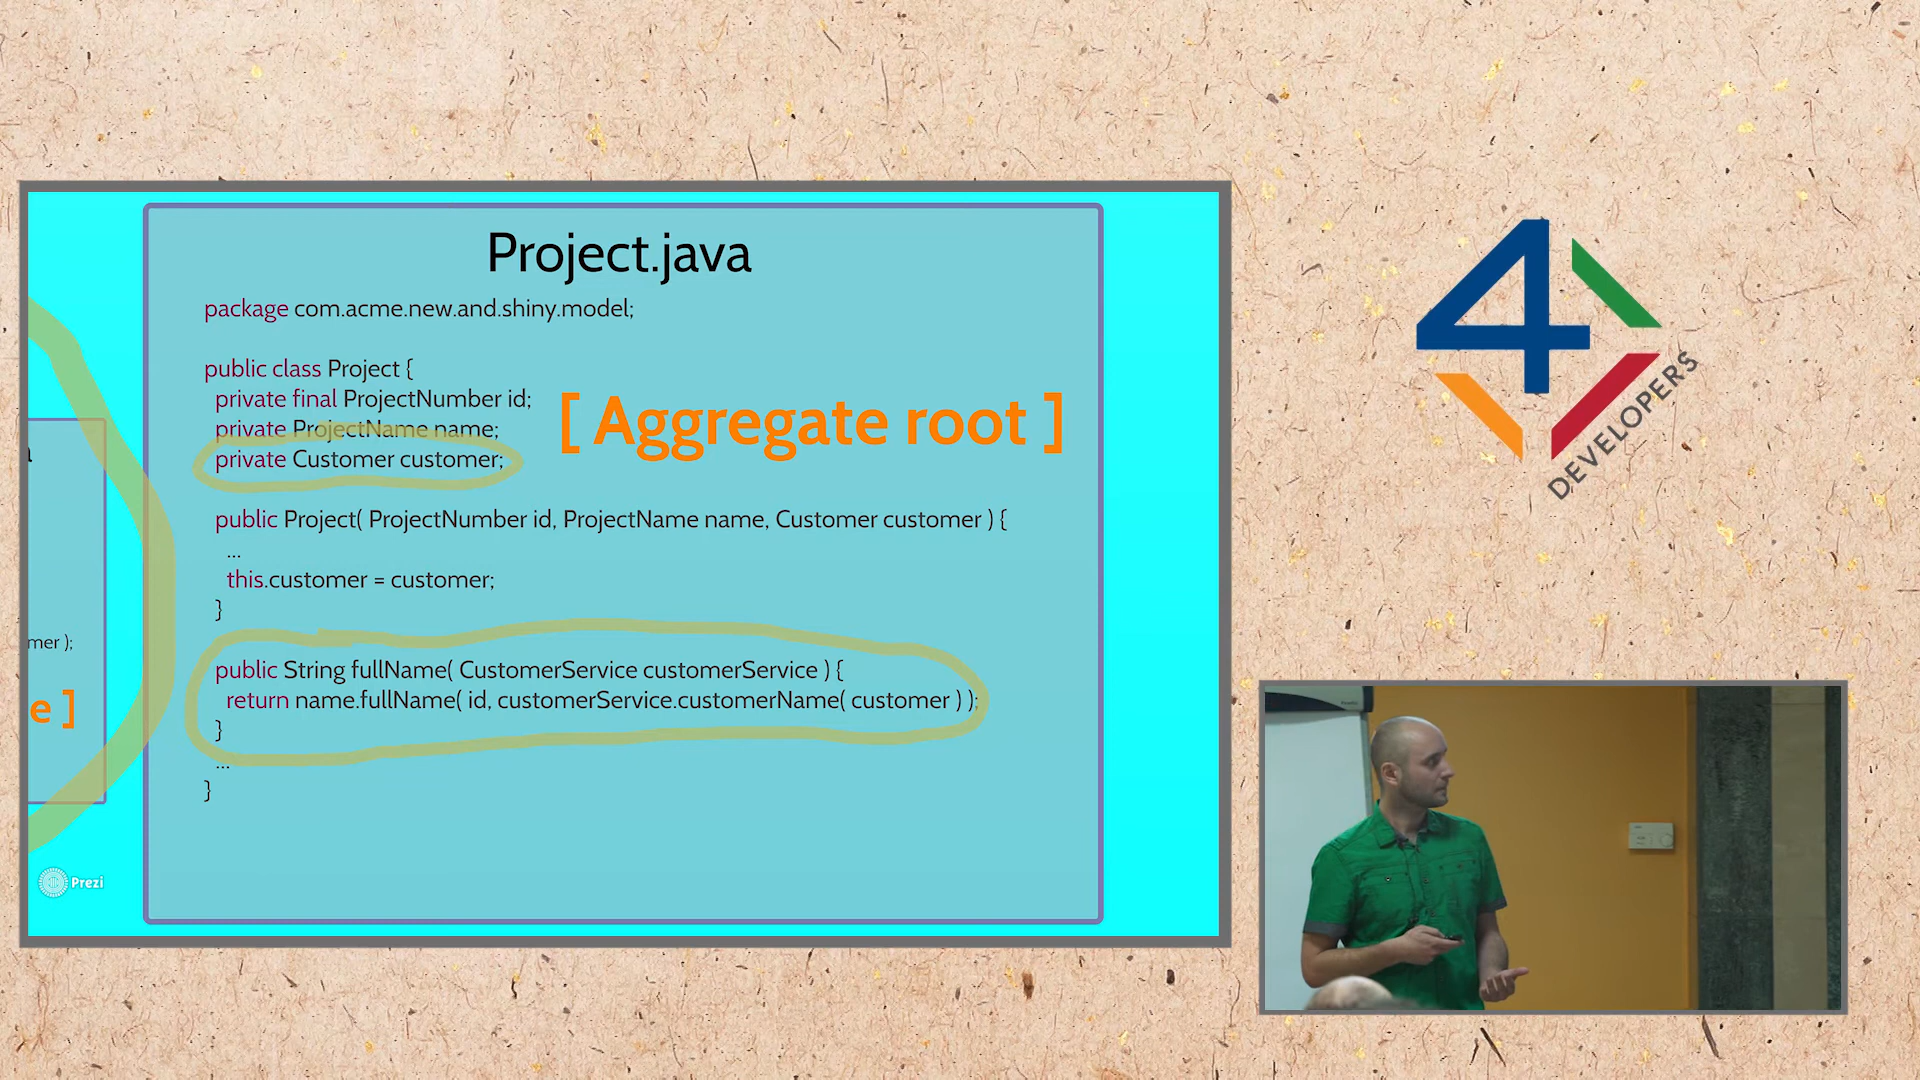 Project.java
package com.acme.new.and.shiny.model;
public class Project {
private final ProjectNumber id;
private ProjectName name;
private Customer customer;
[ Aggregate root ]
public Project( ProjectNumber id, ProjectName name, Customer customer ) {
...
this.customer = customer;
}
public String fullName( CustomerService customerService ) {
return name.fullName( id, customerService.customerName( customer ) );
}
...
}
a
mer );
e ]
Prezi
4
DEVELOPERS